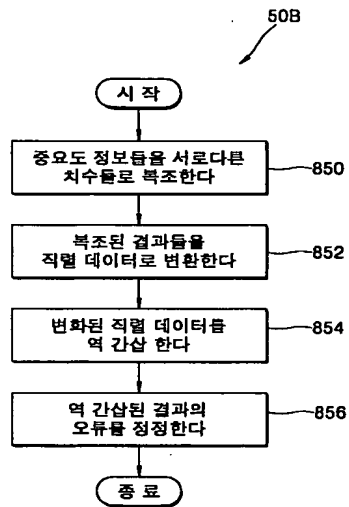 50B
시 작
중요도 정보들을 서로다른
치수들로 복조한다
850
복조된 결과들을
직렬 데이터로 변환한다
852
변화된 직렬 데이터를
역 간삽 한다
854
역 간삽된 결과의
오류를 정정한다
856
종 료